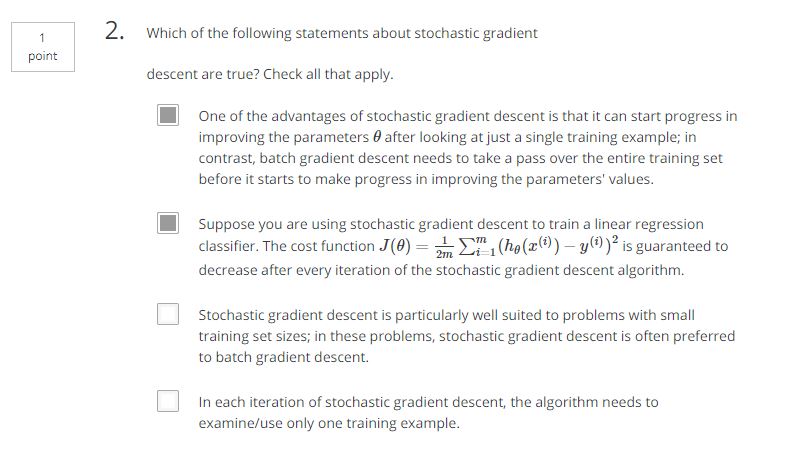 1
point
2. Which of the following statements about stochastic gradient
descent are true? Check all that apply.
One of the advantages of stochastic gradient descent is that it can start progress in
improving the parameters θ after looking at just a single training example; in
contrast, batch gradient descent needs to take a pass over the entire training set
before it starts to make progress in improving the parameters' values.
Suppose you are using stochastic gradient descent to train a linear regression
classifier. The cost function J(θ) = 1/2m ∑ᵐᵢ₌₁(hθ(x⁽ⁱ⁾) − y⁽ⁱ⁾)² is guaranteed to
decrease after every iteration of the stochastic gradient descent algorithm.
Stochastic gradient descent is particularly well suited to problems with small
training set sizes; in these problems, stochastic gradient descent is often preferred
to batch gradient descent.
In each iteration of stochastic gradient descent, the algorithm needs to
examine/use only one training example.